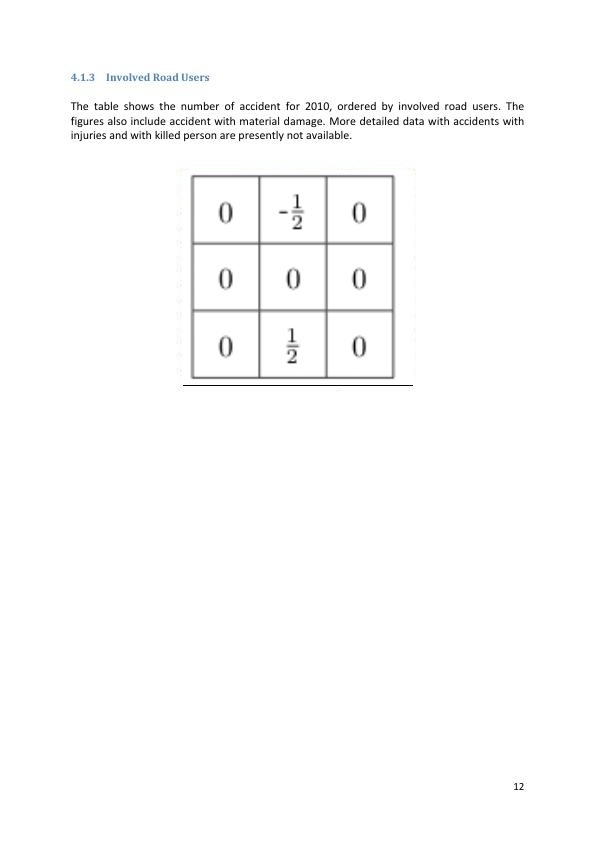 4.1.3 Involved Road Users
The table shows the number of accident for 2010, ordered by involved road users. The
figures also include accident with material damage. More detailed data with accidents with
injuries and with killed person are presently not available.
0 -1/2 0
0 0 0
0 1/2 0
12